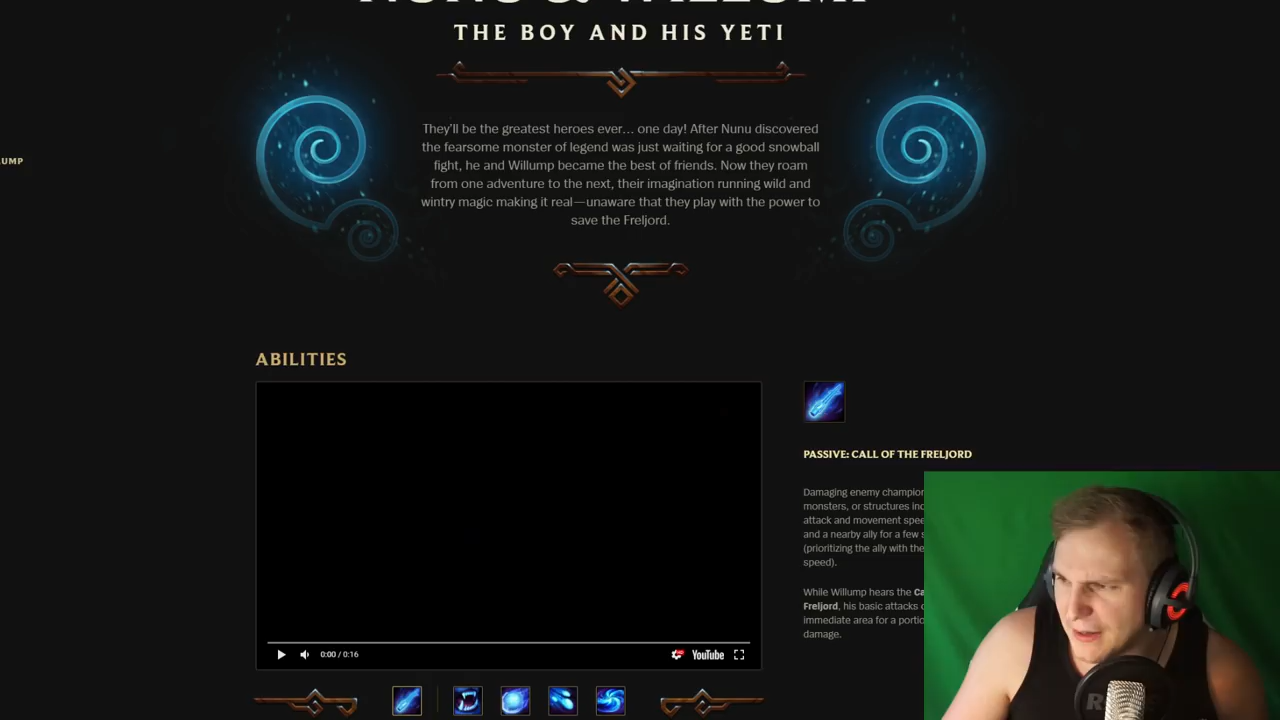 THE BOY AND HIS YETI
They'll be the greatest heroes ever… one day! After Nunu discovered
the fearsome monster of legend was just waiting for a good snowball
fight, he and Willump became the best of friends. Now they roam
from one adventure to the next, their imagination running wild and
wintry magic making it real—unaware that they play with the power to
save the Freljord.
UMP
ABILITIES
PASSIVE: CALL OF THE FRELJORD
Damaging enemy champion
monsters, or structures inc
attack and movement spee
and a nearby ally for a few s
(prioritizing the ally with the
speed).
While Willump hears the Ca
Freljord, his basic attacks c
immediate area for a portio
damage.
0:00 / 0:16
YouTube